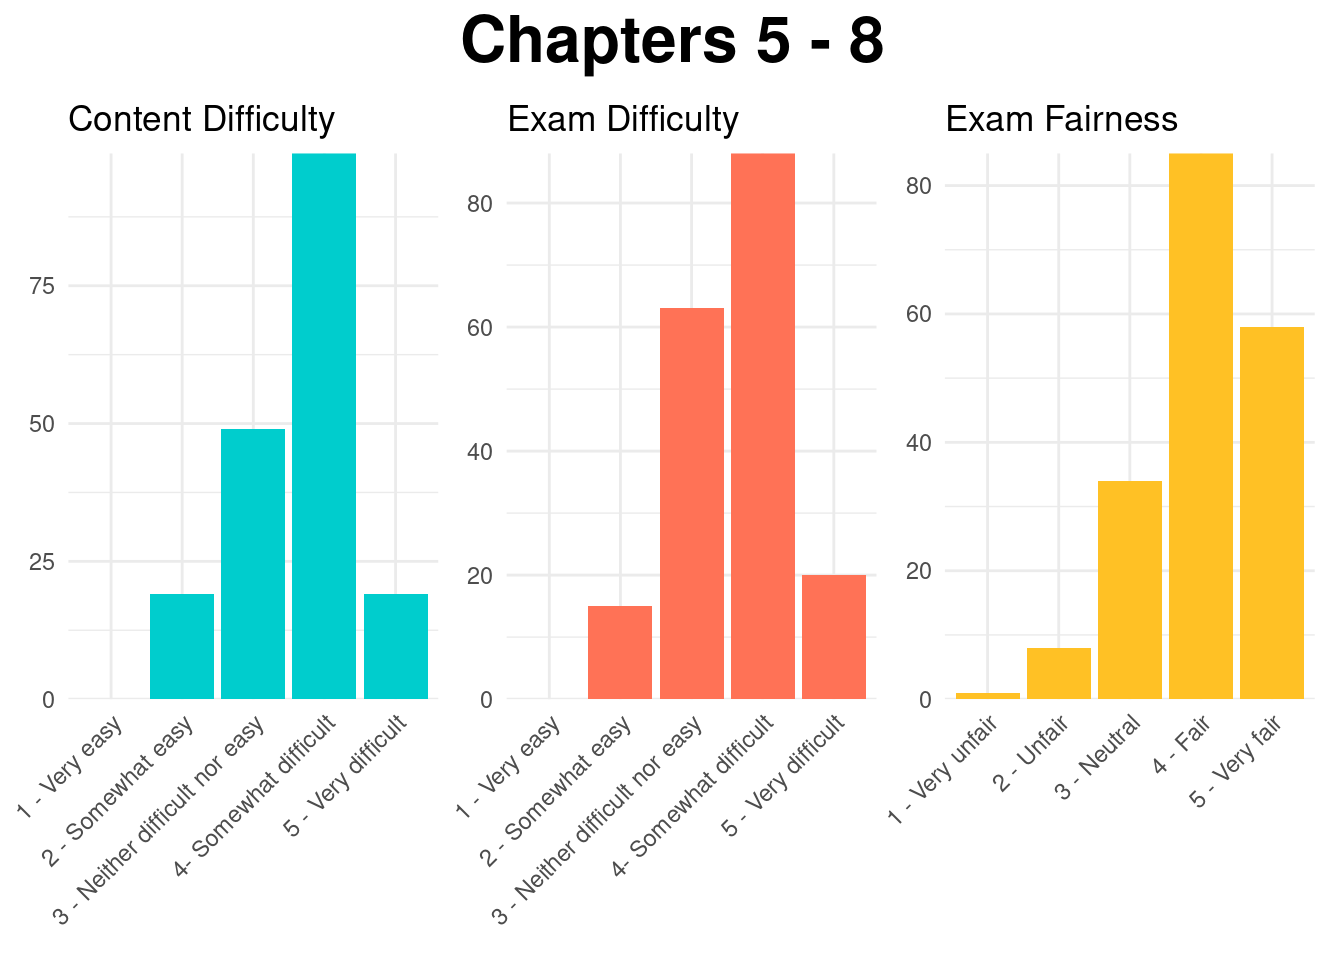 Chapters 5 - 8
Content Difficulty
75
50
25
0
1 - Very easy
2 - Somewhat easy
3 - Neither difficult nor easy
4- Somewhat difficult
5 - Very difficult
Exam Difficulty
80
60
40
20
0
1 - Very easy
2 - Somewhat easy
3 - Neither difficult nor easy
4- Somewhat difficult
5 - Very difficult
Exam Fairness
80
60
40
20
0
1 - Very unfair
2 - Unfair
3 - Neutral
4 - Fair
5 - Very fair